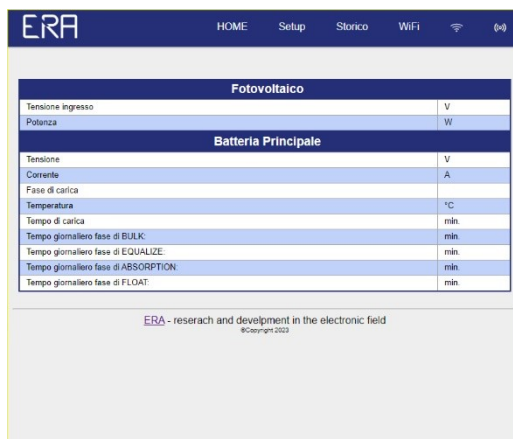 ERA HOME Setup Storico WiFi
Fotovoltaico
Tensione ingresso V
Potenza W
Batteria Principale
Tensione V
Corrente A
Fase di carica
Temperatura °C
Tempo di carica min.
Tempo giornaliero fase di BULK: min.
Tempo giornaliero fase di EQUALIZE: min.
Tempo giornaliero fase di ABSORPTION: min.
Tempo giornaliero fase di FLOAT: min.
ERA - reserach and develpment in the electronic field
©Copyright 2023